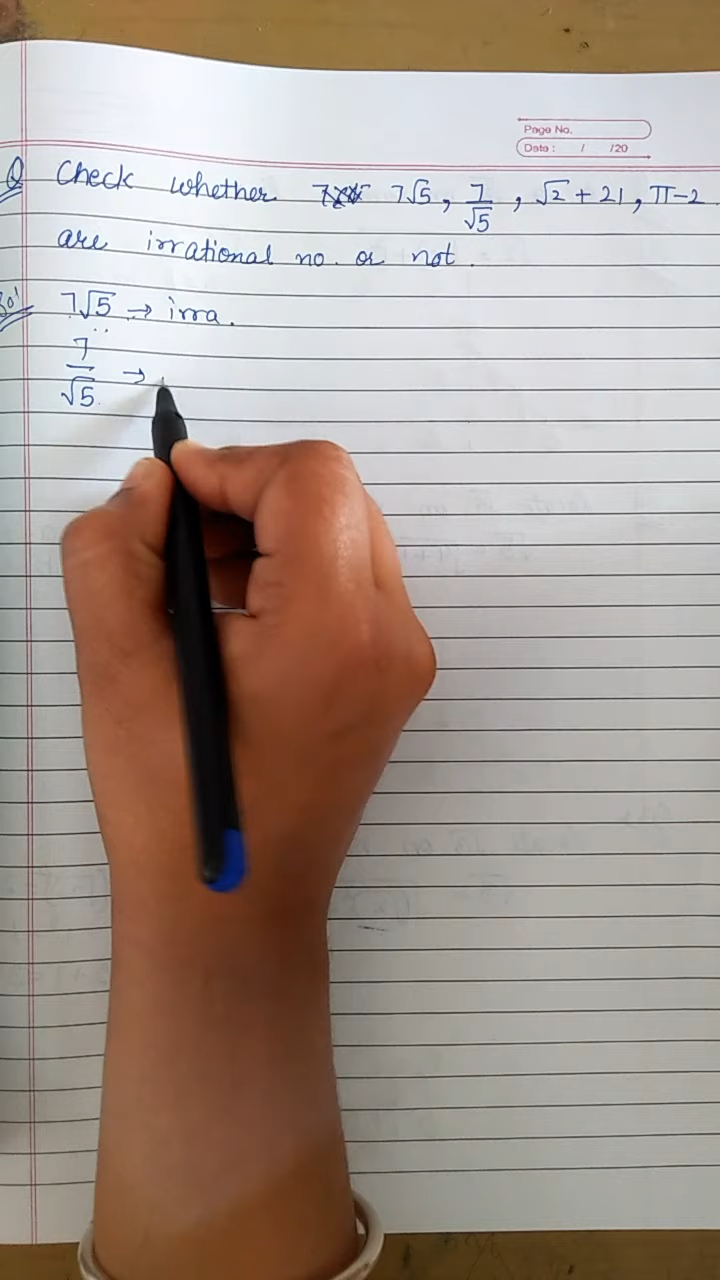 Page No.
Date : / /20
Q Check whether 7√5, 7/√5, √2 + 21, π-2
are irrational no. or not.
Sol 7√5 → irra.
7/√5 →